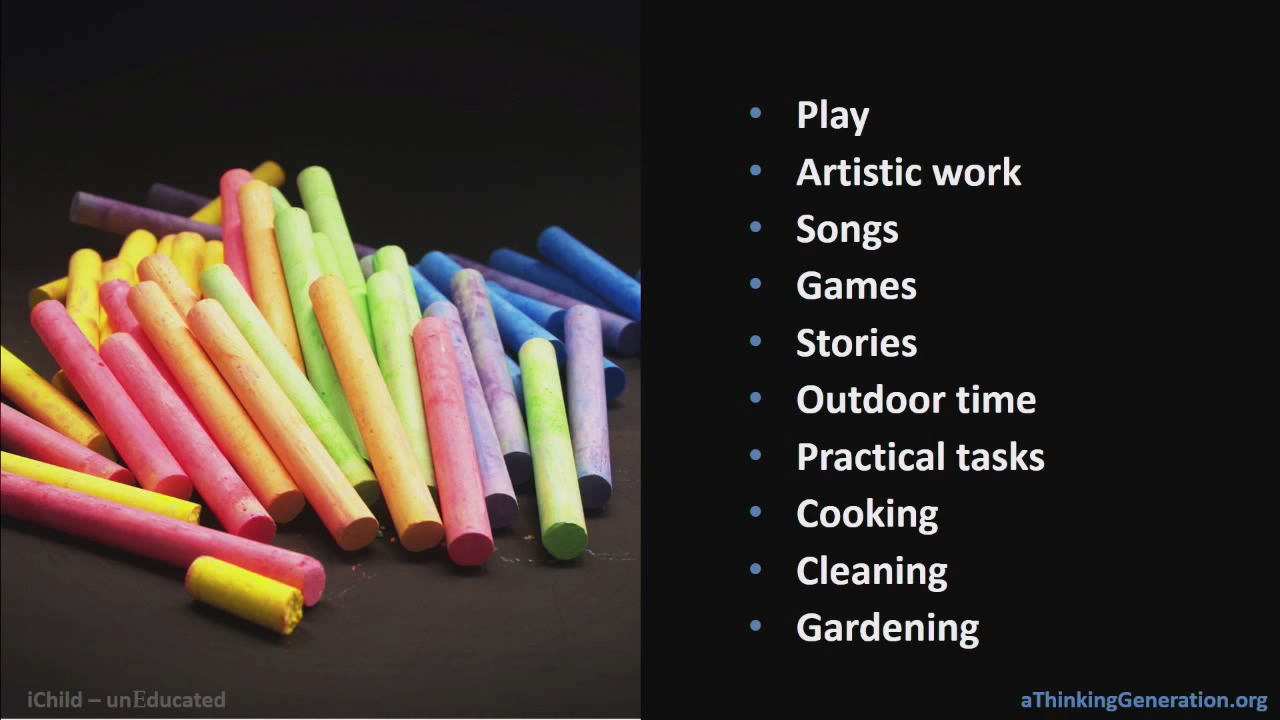 Play
Artistic work
Songs
Games
Stories
Outdoor time
Practical tasks
Cooking
Cleaning
Gardening
iChild – unEducated
aThinkingGeneration.org